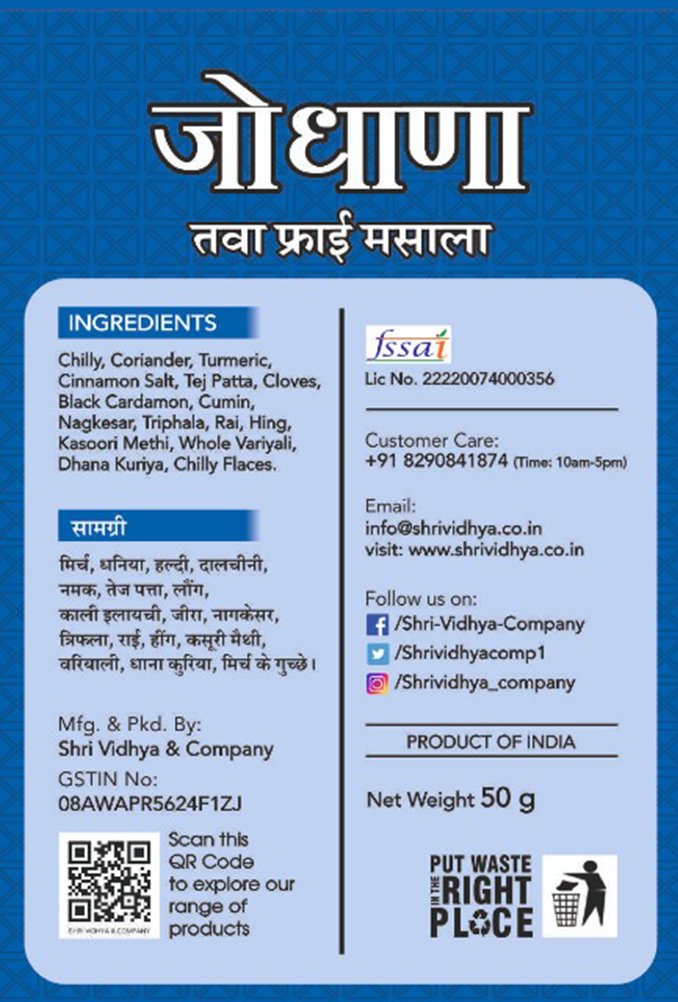 जोधाणा
तवा फ्राई मसाला
INGREDIENTS
Chilly, Coriander, Turmeric,
Cinnamon Salt, Tej Patta, Cloves,
Black Cardamon, Cumin,
Nagkesar, Triphala, Rai, Hing,
Kasoori Methi, Whole Variyali,
Dhana Kuriya, Chilly Flaces.
सामग्री
मिर्च, धनिया, हल्दी, दालचीनी,
नमक, तेज पत्ता, लौंग,
काली इलायची, जीरा, नागकेसर,
त्रिफला, राई, हींग, कसूरी मैथी,
वरियाली, धाना कुरिया, मिर्च के गुच्छे।
Mfg. & Pkd. By:
Shri Vidhya & Company
GSTIN No:
08AWAPR5624F1ZJ
Scan this
QR Code
to explore our
range of
products
SHRI VIDHYA & COMPANY
fssai
Lic No. 22220074000356
Customer Care:
+91 8290841874 (Time: 10am-5pm)
Email:
info@shrividhya.co.in
visit: www.shrividhya.co.in
Follow us on:
/Shri-Vidhya-Company
/Shrividhyacomp1
/Shrividhya_company
PRODUCT OF INDIA
Net Weight 50 g
PUT WASTE
IN THE RIGHT
PLACE